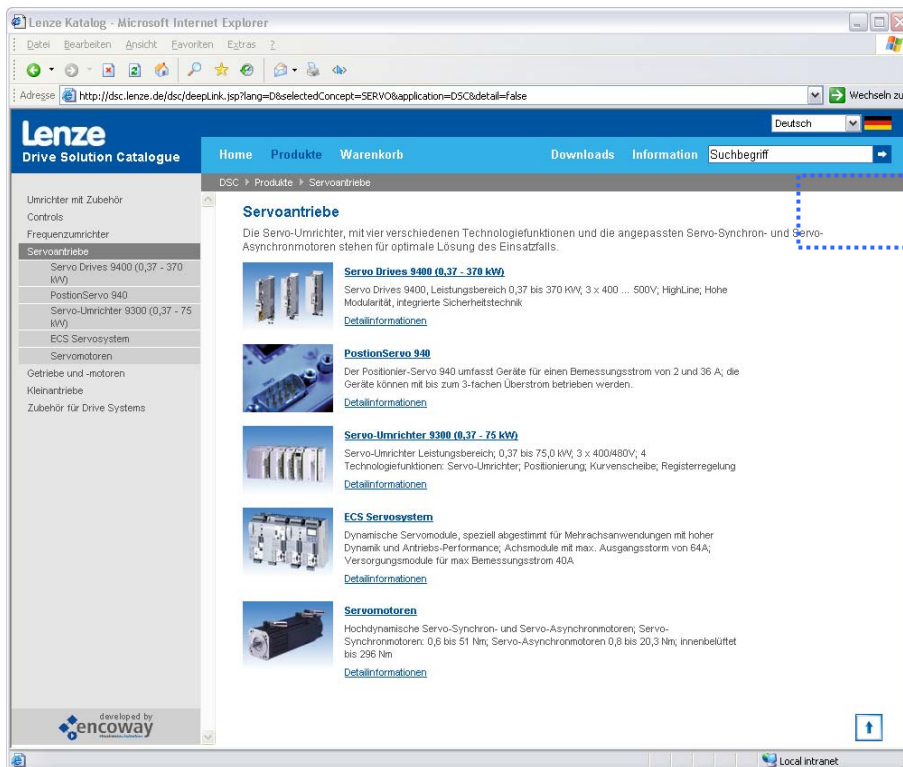 Lenze Katalog - Microsoft Internet Explorer
Datei Bearbeiten Ansicht Favoriten Extras ?
Adresse http://dsc.lenze.de/dsc/deepLink.jsp?lang=D&selectedConcept=SERVO&application=DSC&detail=false Wechseln zu
Deutsch
Lenze
Drive Solution Catalogue
Home Produkte Warenkorb Downloads Information Suchbegriff
DSC Produkte Servoantriebe
Umrichter mit Zubehör
Controls
Frequenzumrichter
Servoantriebe
Servo Drives 9400 (0,37 - 370
kW)
PostionServo 940
Servo-Umrichter 9300 (0,37 - 75
kW)
ECS Servosystem
Servomotoren
Getriebe und -motoren
Kleinantriebe
Zubehör für Drive Systems
Servoantriebe
Die Servo-Umrichter, mit vier verschiedenen Technologiefunktionen und die angepassten Servo-Synchron- und Servo-
Asynchronmotoren stehen für optimale Lösung des Einsatzfalls.
Servo Drives 9400 (0,37 - 370 kW)
Servo Drives 9400, Leistungsbereich 0,37 bis 370 KW, 3 x 400 ... 500V; HighLine; Hohe
Modularität, integrierte Sicherheitstechnik
Detailinformationen
PostionServo 940
Der Positionier-Servo 940 umfasst Geräte für einen Bemessungsstrom von 2 und 36 A; die
Geräte können mit bis zum 3-fachen Überstrom betrieben werden.
Detailinformationen
Servo-Umrichter 9300 (0,37 - 75 kW)
Servo-Umrichter Leistungsbereich; 0,37 bis 75,0 kW, 3 x 400/480V; 4
Technologiefunktionen: Servo-Umrichter; Positionierung; Kurvenscheibe; Registerregelung
Detailinformationen
ECS Servosystem
Dynamische Servomodule, speziell abgestimmt für Mehrachsanwendungen mit hoher
Dynamik und Antriebs-Performance; Achsmodule mit max. Ausgangsstorm von 64A;
Versorgungsmodule für max Bemessungsstrom 40A
Detailinformationen
Servomotoren
Hochdynamische Servo-Synchron- und Servo-Asynchronmotoren; Servo-
Synchronmotoren: 0,6 bis 51 Nm; Servo-Asynchronmotoren 0,8 bis 20,3 Nm; innenbelüftet
bis 296 Nm
Detailinformationen
developed by
encoway
Local intranet